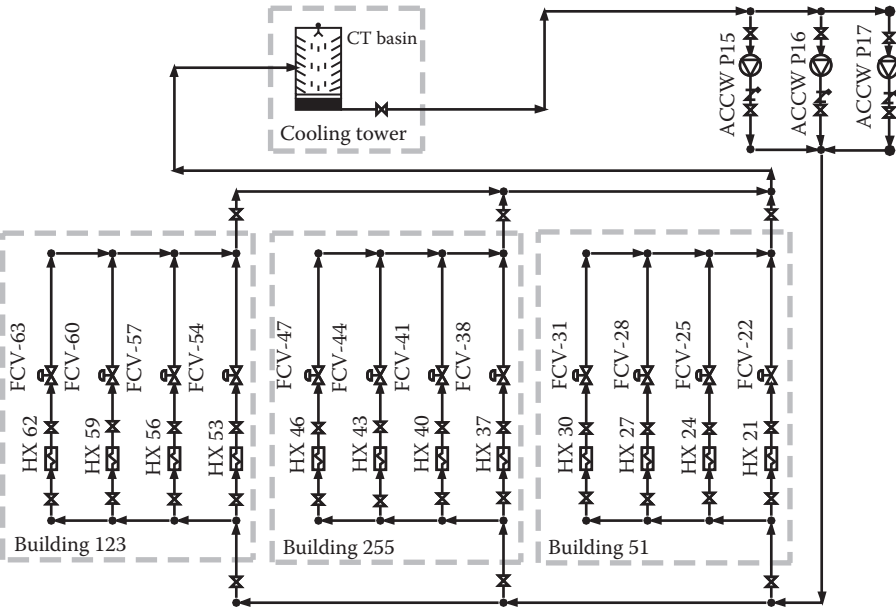 CT basin
Cooling tower
ACCW P15
ACCW P16
ACCW P17
FCV-63
FCV-60
FCV-57
FCV-54
HX 62
HX 59
HX 56
HX 53
Building 123
FCV-47
FCV-44
FCV-41
FCV-38
HX 46
HX 43
HX 40
HX 37
Building 255
FCV-31
FCV-28
FCV-25
FCV-22
HX 30
HX 27
HX 24
HX 21
Building 51